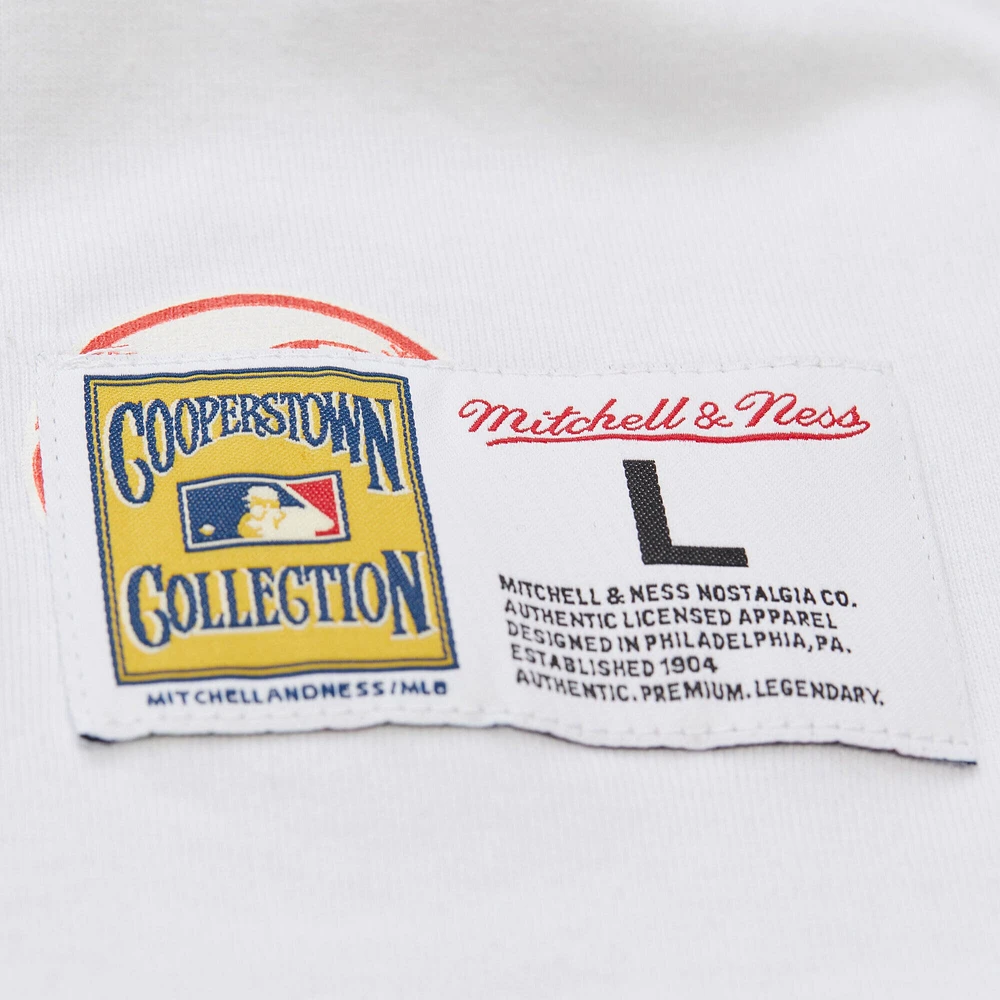 COOPERSTOWN
COLLECTION
MITCHELLANDNESS/MLB
Mitchell & Ness
L
MITCHELL & NESS NOSTALGIA CO.
AUTHENTIC LICENSED APPAREL
DESIGNED IN PHILADELPHIA, PA.
ESTABLISHED 1904
AUTHENTIC. PREMIUM. LEGENDARY.